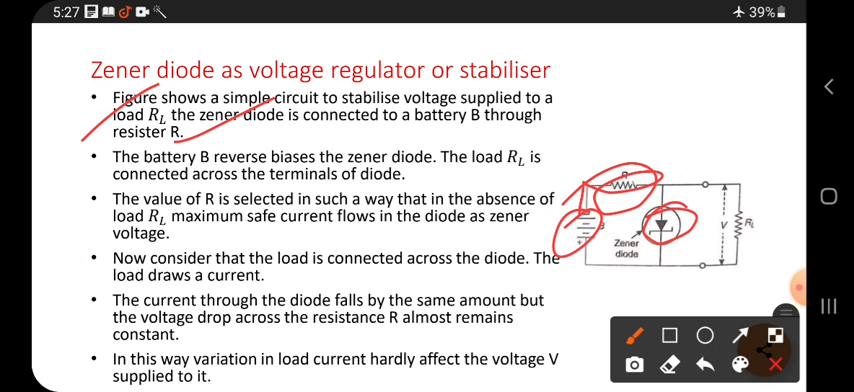 5:27
39%
Zener diode as voltage regulator or stabiliser
• Figure shows a simple circuit to stabilise voltage supplied to a
load R_L the zener diode is connected to a battery B through
resister R.
• The battery B reverse biases the zener diode. The load R_L is
connected across the terminals of diode.
• The value of R is selected in such a way that in the absence of
load R_L maximum safe current flows in the diode as zener
voltage.
• Now consider that the load is connected across the diode. The
load draws a current.
• The current through the diode falls by the same amount but
the voltage drop across the resistance R almost remains
constant.
• In this way variation in load current hardly affect the voltage V
supplied to it.
R
B
+
Zener
diode
V
R_L